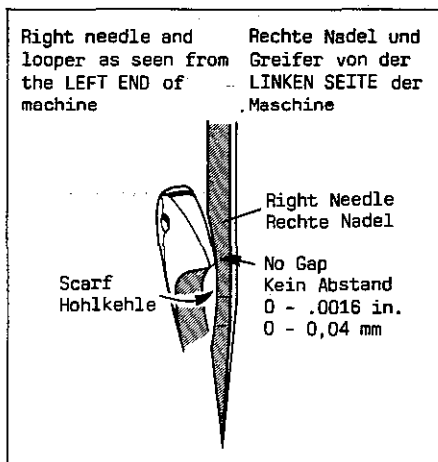 Right needle and
looper as seen from
the LEFT END of
machine
Rechte Nadel und
Greifer von der
LINKEN SEITE der
Maschine
Right Needle
Rechte Nadel
No Gap
Kein Abstand
0 - .0016 in.
0 - 0,04 mm
Scarf
Hohlkehle